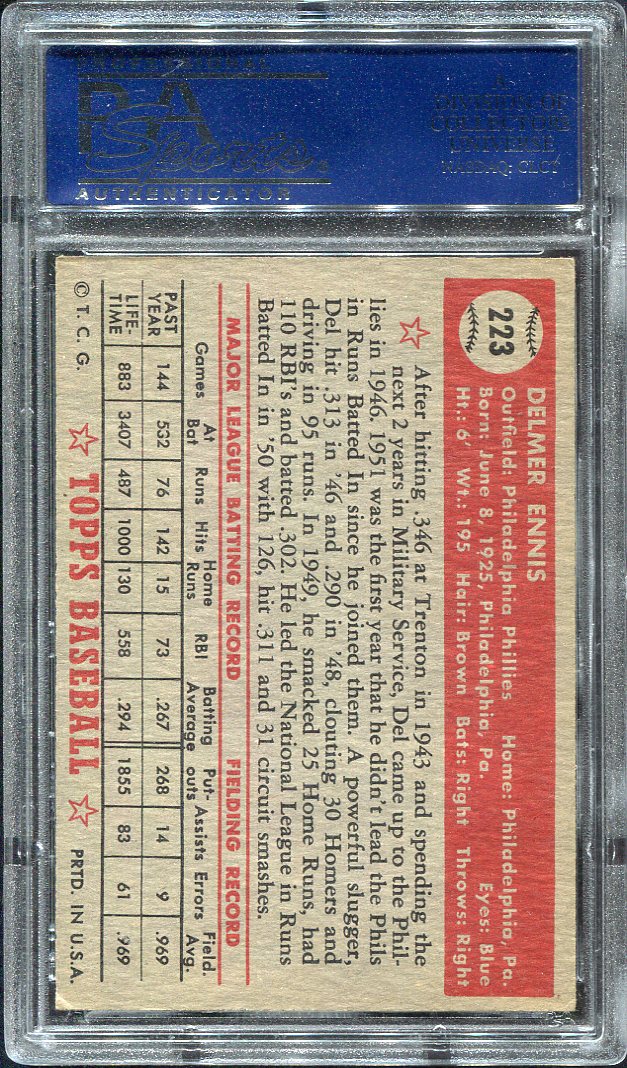 PROFESSIONAL
PSA
Sports
AUTHENTICATOR
A
DIVISION OF
COLLECTORS
UNIVERSE
NASDAQ: CLCT
223
DELMER ENNIS
Outfield: Philadelphia Phillies Home: Philadelphia, Pa.
Born: June 8, 1925, Philadelphia, Pa. Eyes: Blue
Ht.: 6' Wt.: 195 Hair: Brown Bats: Right Throws: Right
After hitting .346 at Trenton in 1943 and spending the
next 2 years in Military Service, Del came up to the Phil-
lies in 1946. 1951 was the first year that he didn't lead the Phils
in Runs Batted In since he joined them. A powerful slugger,
Del hit .313 in '46 and .290 in '48, clouting 30 Homers and
driving in 95 runs. In 1949, he smacked 25 Home Runs, had
110 RBI's and batted .302. He led the National League in Runs
Batted In in '50 with 126, hit .311 and 31 circuit smashes.
MAJOR LEAGUE BATTING RECORD FIELDING RECORD
Games At Bat Runs Hits Home Runs RBI Batting Average Put-outs Assists Errors Field. Avg.
PAST YEAR 144 532 76 142 15 73 .267 268 14 9 .969
LIFE-TIME 883 3407 487 1000 130 558 .294 1855 83 61 .969
© T. C. G. TOPPS BASEBALL PRTD. IN U.S.A.